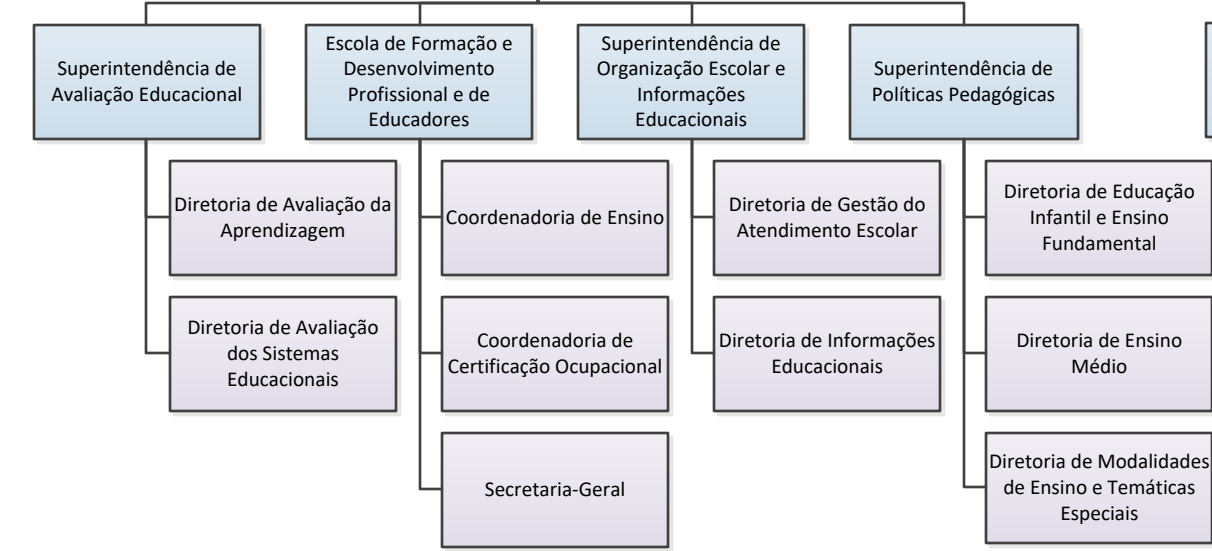 Superintendência de
Avaliação Educacional
Escola de Formação e
Desenvolvimento
Profissional e de
Educadores
Superintendência de
Organização Escolar e
Informações
Educacionais
Superintendência de
Políticas Pedagógicas
Diretoria de Avaliação da
Aprendizagem
Coordenadoria de Ensino
Diretoria de Gestão do
Atendimento Escolar
Diretoria de Educação
Infantil e Ensino
Fundamental
Diretoria de Avaliação
dos Sistemas
Educacionais
Coordenadoria de
Certificação Ocupacional
Diretoria de Informações
Educacionais
Diretoria de Ensino
Médio
Secretaria-Geral
Diretoria de Modalidades
de Ensino e Temáticas
Especiais